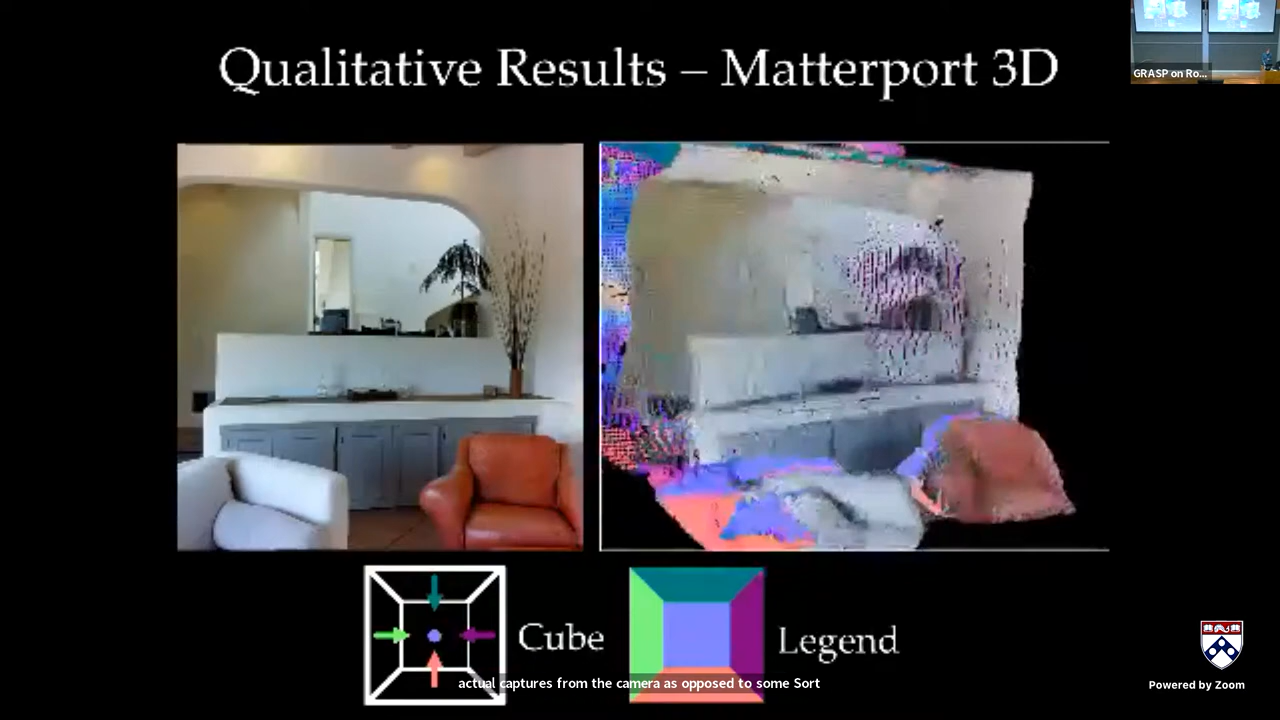 Qualitative Results – Matterport 3D
GRASP on Ro...
Cube
Legend
actual captures from the camera as opposed to some Sort
Powered by Zoom